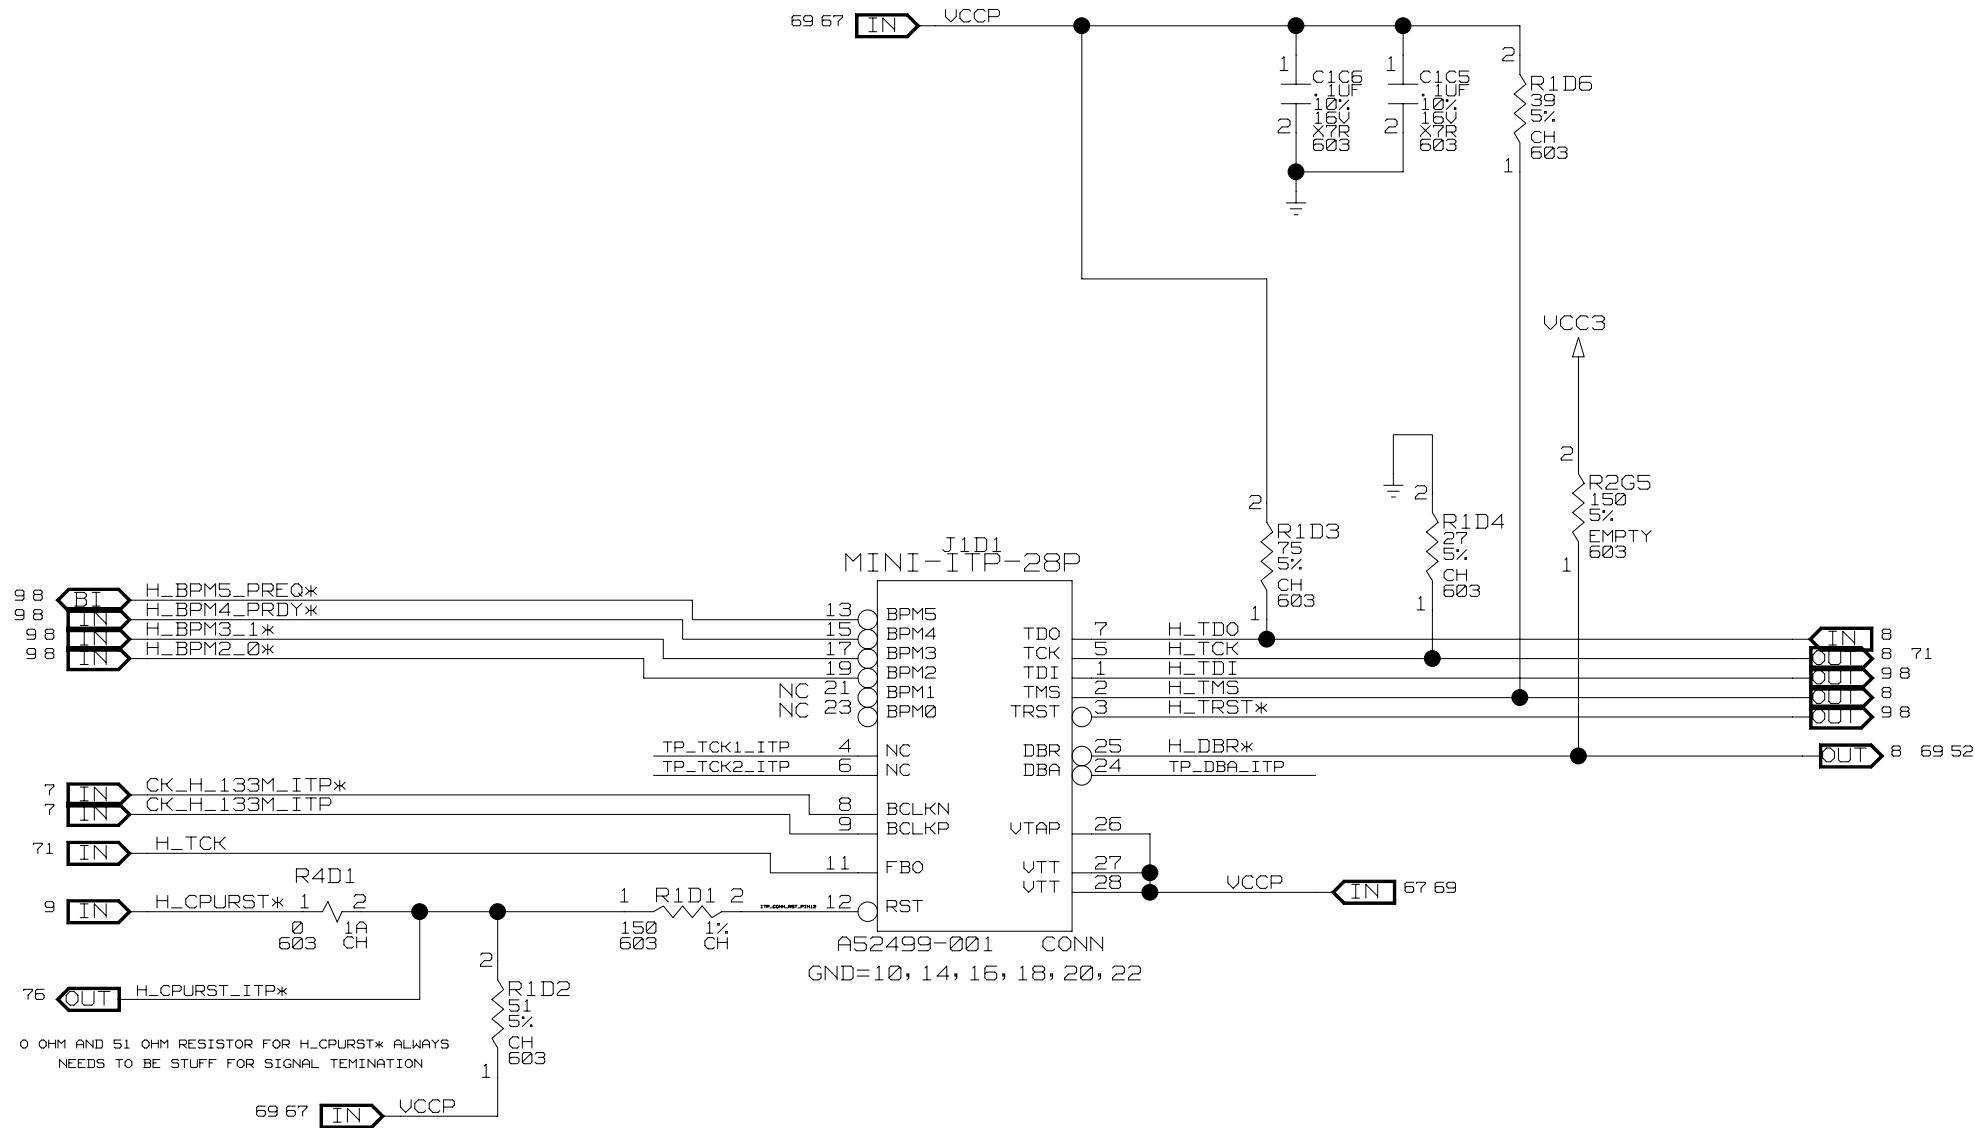 69 67 IN VCCP
1 C1C6
.1UF
10%
16V
2 X7R
603
1 C1C5
.1UF
10%
16V
2 X7R
603
2 R1D6
39
5%
CH
603
1
VCC3
2
R2G5
150
5%
EMPTY
603
1
2
R1D4
27
5%
CH
603
1
2
R1D3
75
5%
CH
603
1
J1D1
MINI-ITP-28P
9 8 BI H_BPM5_PREQ*
9 8 IN H_BPM4_PRDY*
9 8 IN H_BPM3_1*
9 8 IN H_BPM2_0*
13 BPM5
15 BPM4
17 BPM3
19 BPM2
NC 21 BPM1
NC 23 BPM0
TP_TCK1_ITP 4 NC
TP_TCK2_ITP 6 NC
7 IN CK_H_133M_ITP*
7 IN CK_H_133M_ITP
8 BCLKN
9 BCLKP
71 IN H_TCK
11 FBO
TDO 7 H_TDO IN 8
TCK 5 H_TCK OUT 8 71
TDI 1 H_TDI OUT 9 8
TMS 2 H_TMS OUT 8
TRST 3 H_TRST* OUT 9 8
DBR 25 H_DBR* OUT 8 69 52
DBA 24 TP_DBA_ITP
VTAP 26
VTT 27
VTT 28 VCCP IN 67 69
R4D1
9 IN H_CPURST* 1 2
0 1A
603 CH
1 R1D1 2
150 1%
603 CH
ITP_CONN_RST_PIN12 12 RST
A52499-001 CONN
GND=10,14,16,18,20,22
76 OUT H_CPURST_ITP*
2
R1D2
51
5%
CH
603
1
O OHM AND 51 OHM RESISTOR FOR H_CPURST* ALWAYS
NEEDS TO BE STUFF FOR SIGNAL TEMINATION
69 67 IN VCCP